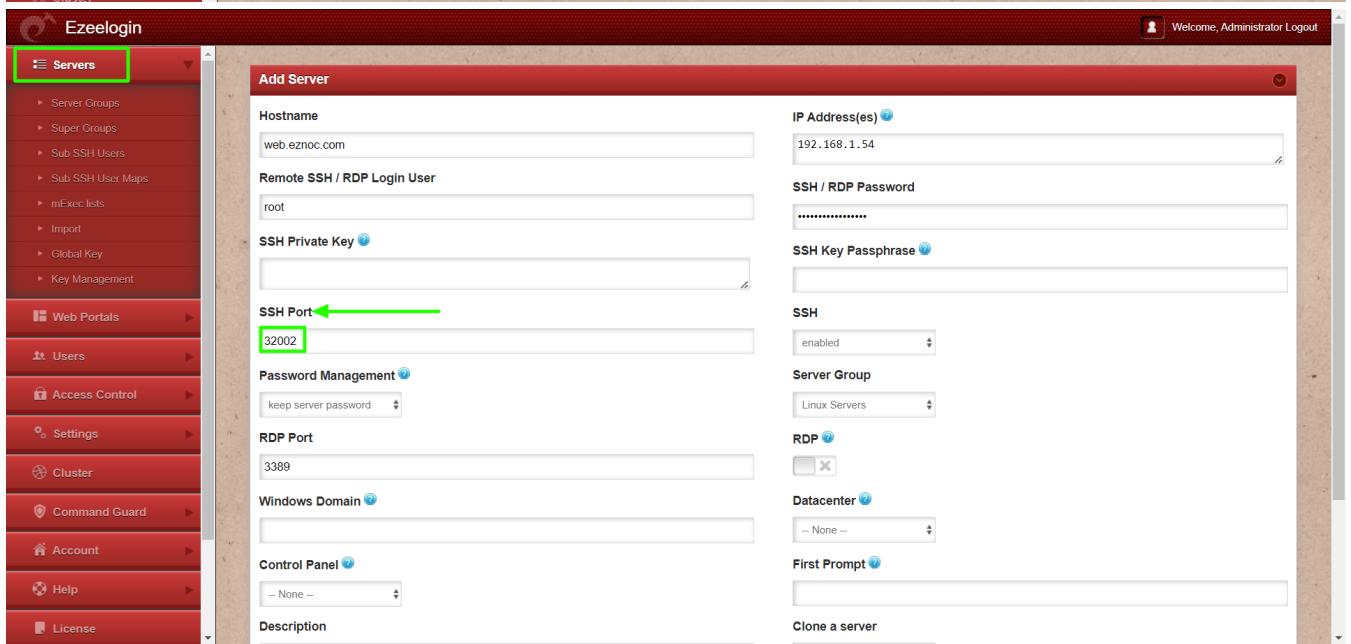 Ezeelogin
Welcome, Administrator Logout
Servers
Server Groups
Super Groups
Sub SSH Users
Sub SSH User Maps
mExec lists
Import
Global Key
Key Management
Web Portals
Users
Access Control
Settings
Cluster
Command Guard
Account
Help
License
Add Server
Hostname
web.eznoc.com
IP Address(es)
192.168.1.54
Remote SSH / RDP Login User
root
SSH / RDP Password
•••••••••••••••••
SSH Private Key
SSH Key Passphrase
SSH Port
32002
SSH
enabled
Password Management
keep server password
Server Group
Linux Servers
RDP Port
3389
RDP
Windows Domain
Datacenter
-- None --
Control Panel
-- None --
First Prompt
Description
Clone a server